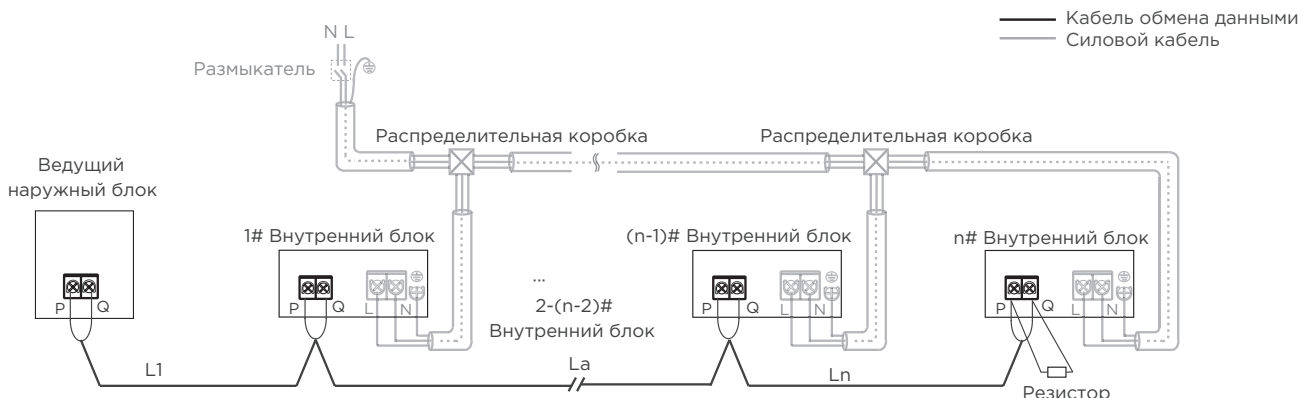 Кабель обмена данными
Силовой кабель
N L
Размыкатель
Распределительная коробка
Распределительная коробка
Ведущий
наружный блок
1# Внутренний блок
(n-1)# Внутренний блок
n# Внутренний блок
...
2-(n-2)#
Внутренний блок
P Q
P Q L N
P Q L N
P Q L N
L1
La
Ln
Резистор